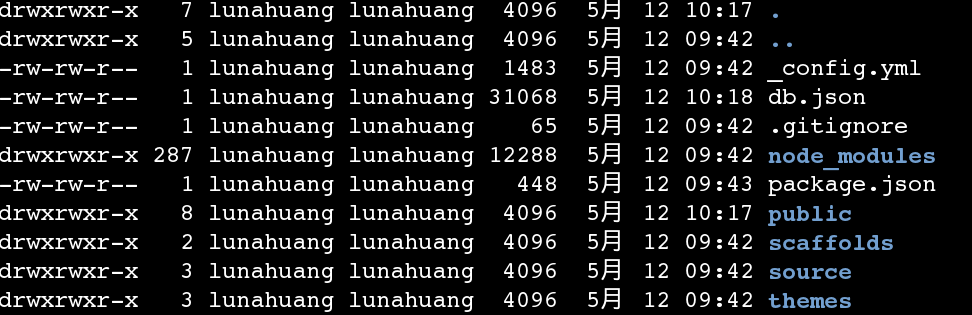 drwxrwxr-x   7 lunahuang lunahuang  4096  5月  12 10:17 .
drwxrwxr-x   5 lunahuang lunahuang  4096  5月  12 09:42 ..
-rw-rw-r--   1 lunahuang lunahuang  1483  5月  12 09:42 _config.yml
-rw-rw-r--   1 lunahuang lunahuang 31068  5月  12 10:18 db.json
-rw-rw-r--   1 lunahuang lunahuang    65  5月  12 09:42 .gitignore
drwxrwxr-x 287 lunahuang lunahuang 12288  5月  12 09:42 node_modules
-rw-rw-r--   1 lunahuang lunahuang   448  5月  12 09:43 package.json
drwxrwxr-x   8 lunahuang lunahuang  4096  5月  12 10:17 public
drwxrwxr-x   2 lunahuang lunahuang  4096  5月  12 09:42 scaffolds
drwxrwxr-x   3 lunahuang lunahuang  4096  5月  12 09:42 source
drwxrwxr-x   3 lunahuang lunahuang  4096  5月  12 09:42 themes